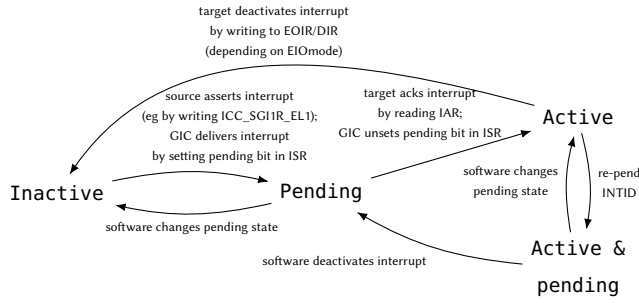 target deactivates interrupt
by writing to EOIR/DIR
(depending on EIOmode)
source asserts interrupt
(eg by writing ICC_SGI1R_EL1);
GIC delivers interrupt
by setting pending bit in ISR
target acks interrupt
by reading IAR;
GIC unsets pending bit in ISR
Active
Inactive
Pending
software changes
pending state
re-pend
INTID
software changes pending state
software deactivates interrupt
Active &
pending